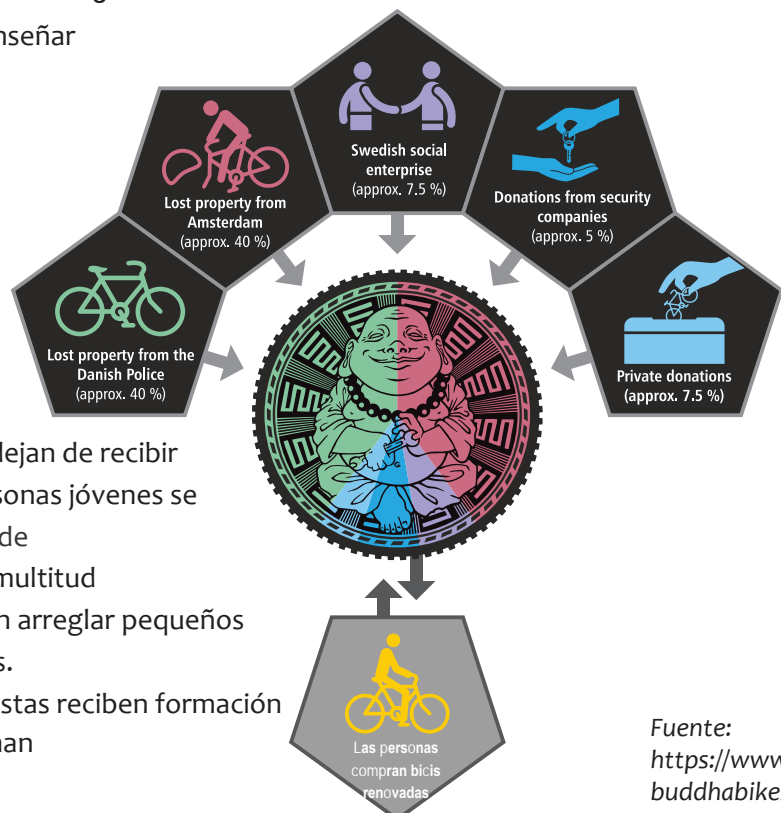 nseñar
Swedish social
enterprise
(approx. 7.5 %)
Lost property from
Amsterdam
(approx. 40 %)
Donations from security
companies
(approx. 5 %)
Lost property from the
Danish Police
(approx. 40 %)
Private donations
(approx. 7.5 %)
lejan de recibir
sonas jóvenes se
de
multitud
n arreglar pequeños
s.
istas reciben formación
nan
Las personas
compran bicis
renovadas
Fuente:
https://www
buddhabike